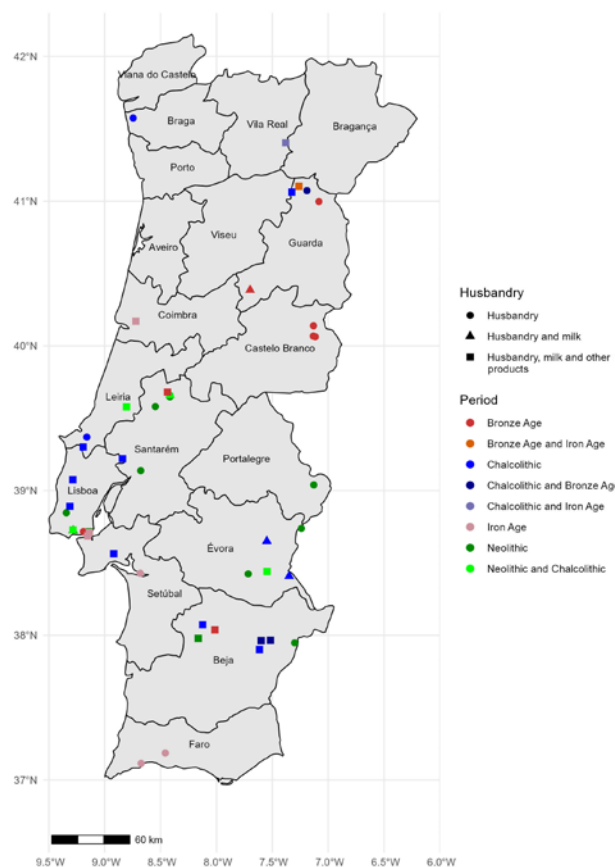 42°N
Viana do Castelo
Braga
Vila Real
Bragança
Porto
41°N
Viseu
Guarda
Aveiro
Coimbra
40°N
Castelo Branco
Leiria
Santarém
Portalegre
Lisboa
39°N
Évora
Setúbal
38°N
Beja
Faro
37°N
60 km
9.5°W 9.0°W 8.5°W 8.0°W 7.5°W 7.0°W 6.5°W 6.0°W
Husbandry
Husbandry
Husbandry and milk
Husbandry, milk and other
products
Period
Bronze Age
Bronze Age and Iron Age
Chalcolithic
Chalcolithic and Bronze Age
Chalcolithic and Iron Age
Iron Age
Neolithic
Neolithic and Chalcolithic